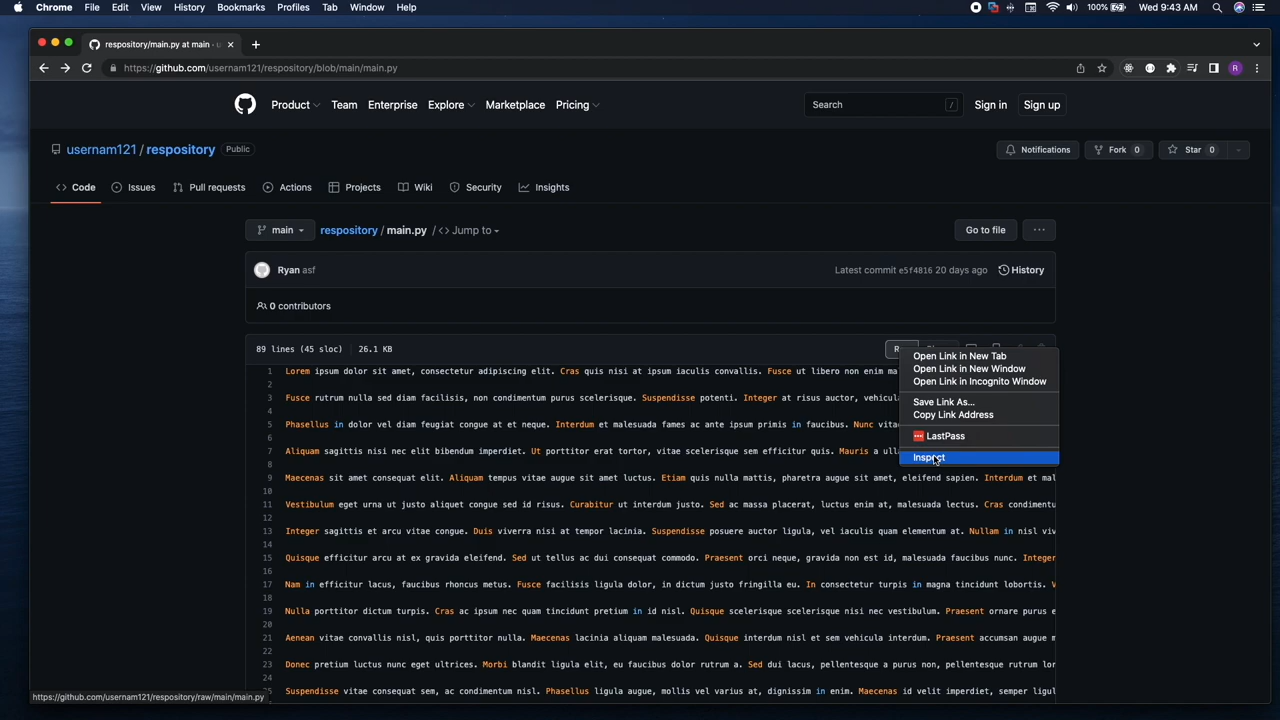 Chrome File Edit View History Bookmarks Profiles Tab Window Help 100% Wed 9:43 AM
respository/main.py at main · u
https://github.com/usernam121/respository/blob/main/main.py
Product Team Enterprise Explore Marketplace Pricing Search / Sign in Sign up
usernam121 / respository Public Notifications Fork 0 Star 0
<> Code Issues Pull requests Actions Projects Wiki Security Insights
main respository / main.py / <> Jump to Go to file ...
Ryan asf Latest commit e5f4816 20 days ago History
0 contributors
89 lines (45 sloc) 26.1 KB
Open Link in New Tab
Open Link in New Window
Open Link in Incognito Window
Save Link As...
Copy Link Address
LastPass
Inspect
1 Lorem ipsum dolor sit amet, consectetur adipiscing elit. Cras quis nisi at ipsum iaculis convallis. Fusce ut libero non enim ma
2
3 Fusce rutrum nulla sed diam facilisis, non condimentum purus scelerisque. Suspendisse potenti. Integer at risus auctor, vehicul
4
5 Phasellus in dolor vel diam feugiat congue at et neque. Interdum et malesuada fames ac ante ipsum primis in faucibus. Nunc vita
6
7 Aliquam sagittis nisi nec elit bibendum imperdiet. Ut porttitor erat tortor, vitae scelerisque sem efficitur quis. Mauris a ull
8
9 Maecenas sit amet consequat elit. Aliquam tempus vitae augue sit amet luctus. Etiam quis nulla mattis, pharetra augue sit amet, eleifend sapien. Interdum et mal
10
11 Vestibulum eget urna ut justo aliquet congue sed id risus. Curabitur ut interdum justo. Sed ac massa placerat, luctus enim at, malesuada lectus. Cras condimentu
12
13 Integer sagittis et arcu vitae congue. Duis viverra nisi at tempor lacinia. Suspendisse posuere auctor ligula, vel iaculis quam elementum at. Nullam in nisl viv
14
15 Quisque efficitur arcu at ex gravida eleifend. Sed ut tellus ac dui consequat commodo. Praesent orci neque, gravida non est id, malesuada faucibus nunc. Integer
16
17 Nam in efficitur lacus, faucibus rhoncus metus. Fusce facilisis ligula dolor, in dictum justo fringilla eu. In consectetur turpis in magna tincidunt lobortis. V
18
19 Nulla porttitor dictum turpis. Cras ac ipsum nec quam tincidunt pretium in id nisl. Quisque scelerisque scelerisque nisi nec vestibulum. Praesent ornare purus e
20
21 Aenean vitae convallis nisl, quis porttitor nulla. Maecenas lacinia aliquam malesuada. Quisque interdum nisl et sem vehicula interdum. Praesent accumsan augue m
22
23 Donec pretium luctus nunc eget ultrices. Morbi blandit ligula elit, eu faucibus dolor rutrum a. Sed dui lacus, pellentesque a purus non, pellentesque rutrum lor
24
Suspendisse vitae consequat sem, ac condimentum nisl. Phasellus ligula augue, mollis vel varius at, dignissim in enim. Maecenas id velit imperdiet, semper ligul
https://github.com/usernam121/respository/raw/main/main.py